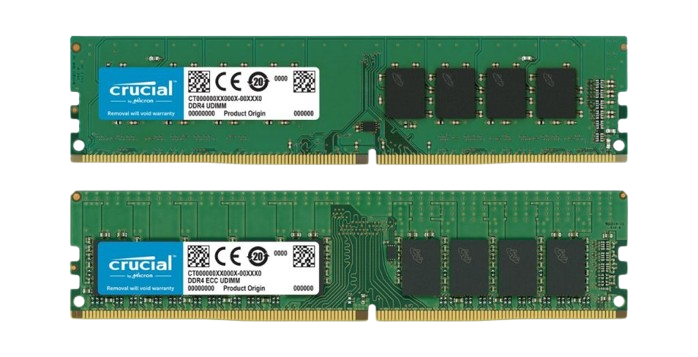 crucial
by Micron
Removal will void warranty
CE
20
0000
CT000000XX000X-00XXX0
DDR4 UDIMM
00000000 Product Origin 000000
crucial
by Micron
Removal will void warranty
CE
20
0000
CT000000XX000X-00XXX0
DDR4 ECC UDIMM
00000000 Product Origin 000000